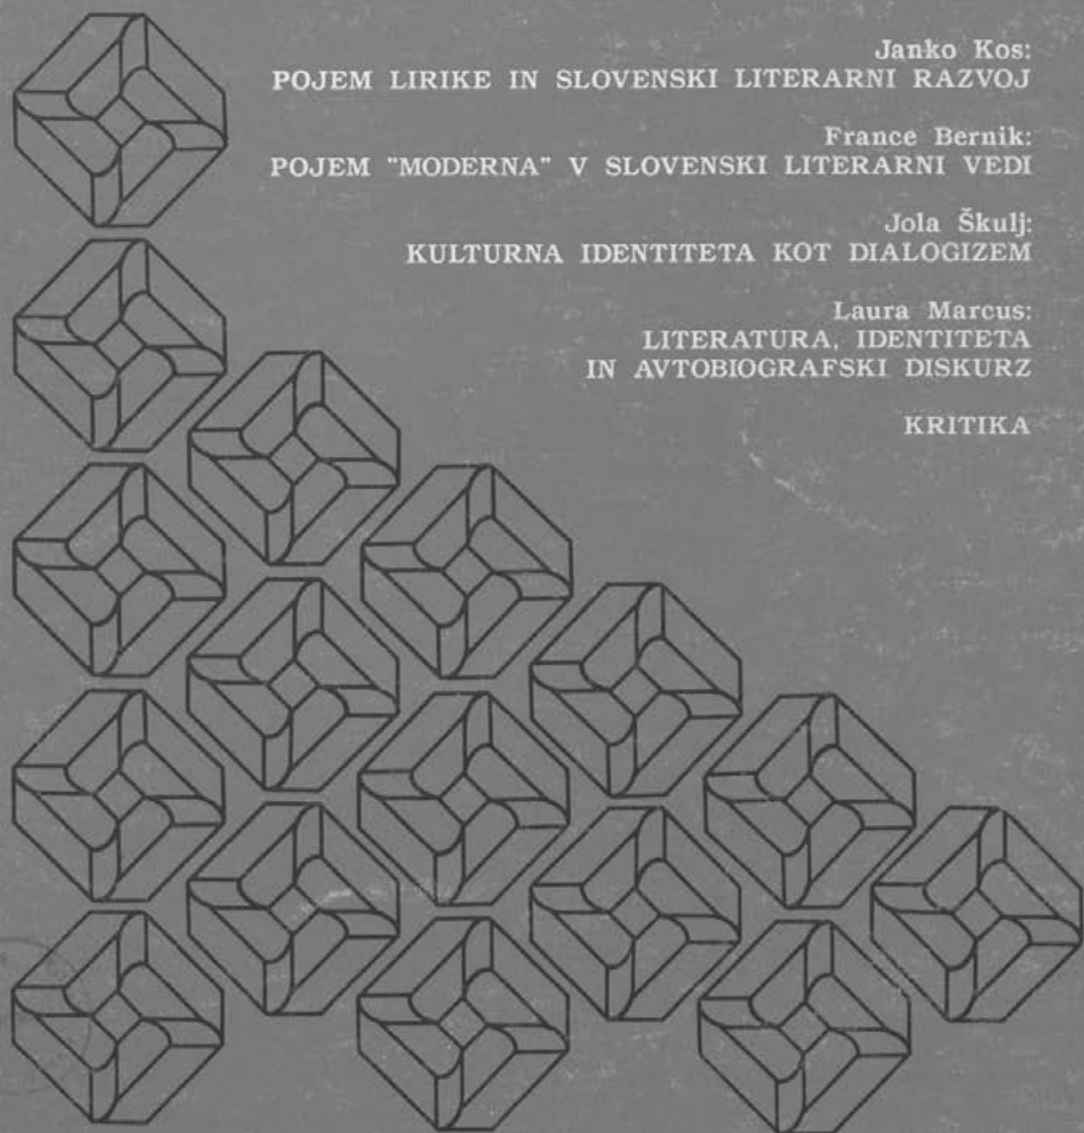 Janko Kos:
POJEM LIRIKE IN SLOVENSKI LITERARNI RAZVOJ
France Bernik:
POJEM "MODERNA" V SLOVENSKI LITERARNI VEDI
Jola Škulj:
KULTURNA IDENTITETA KOT DIALOGIZEM
Laura Marcus:
LITERATURA, IDENTITETA
IN AVTOBIOGRAFSKI DISKURZ
KRITIKA